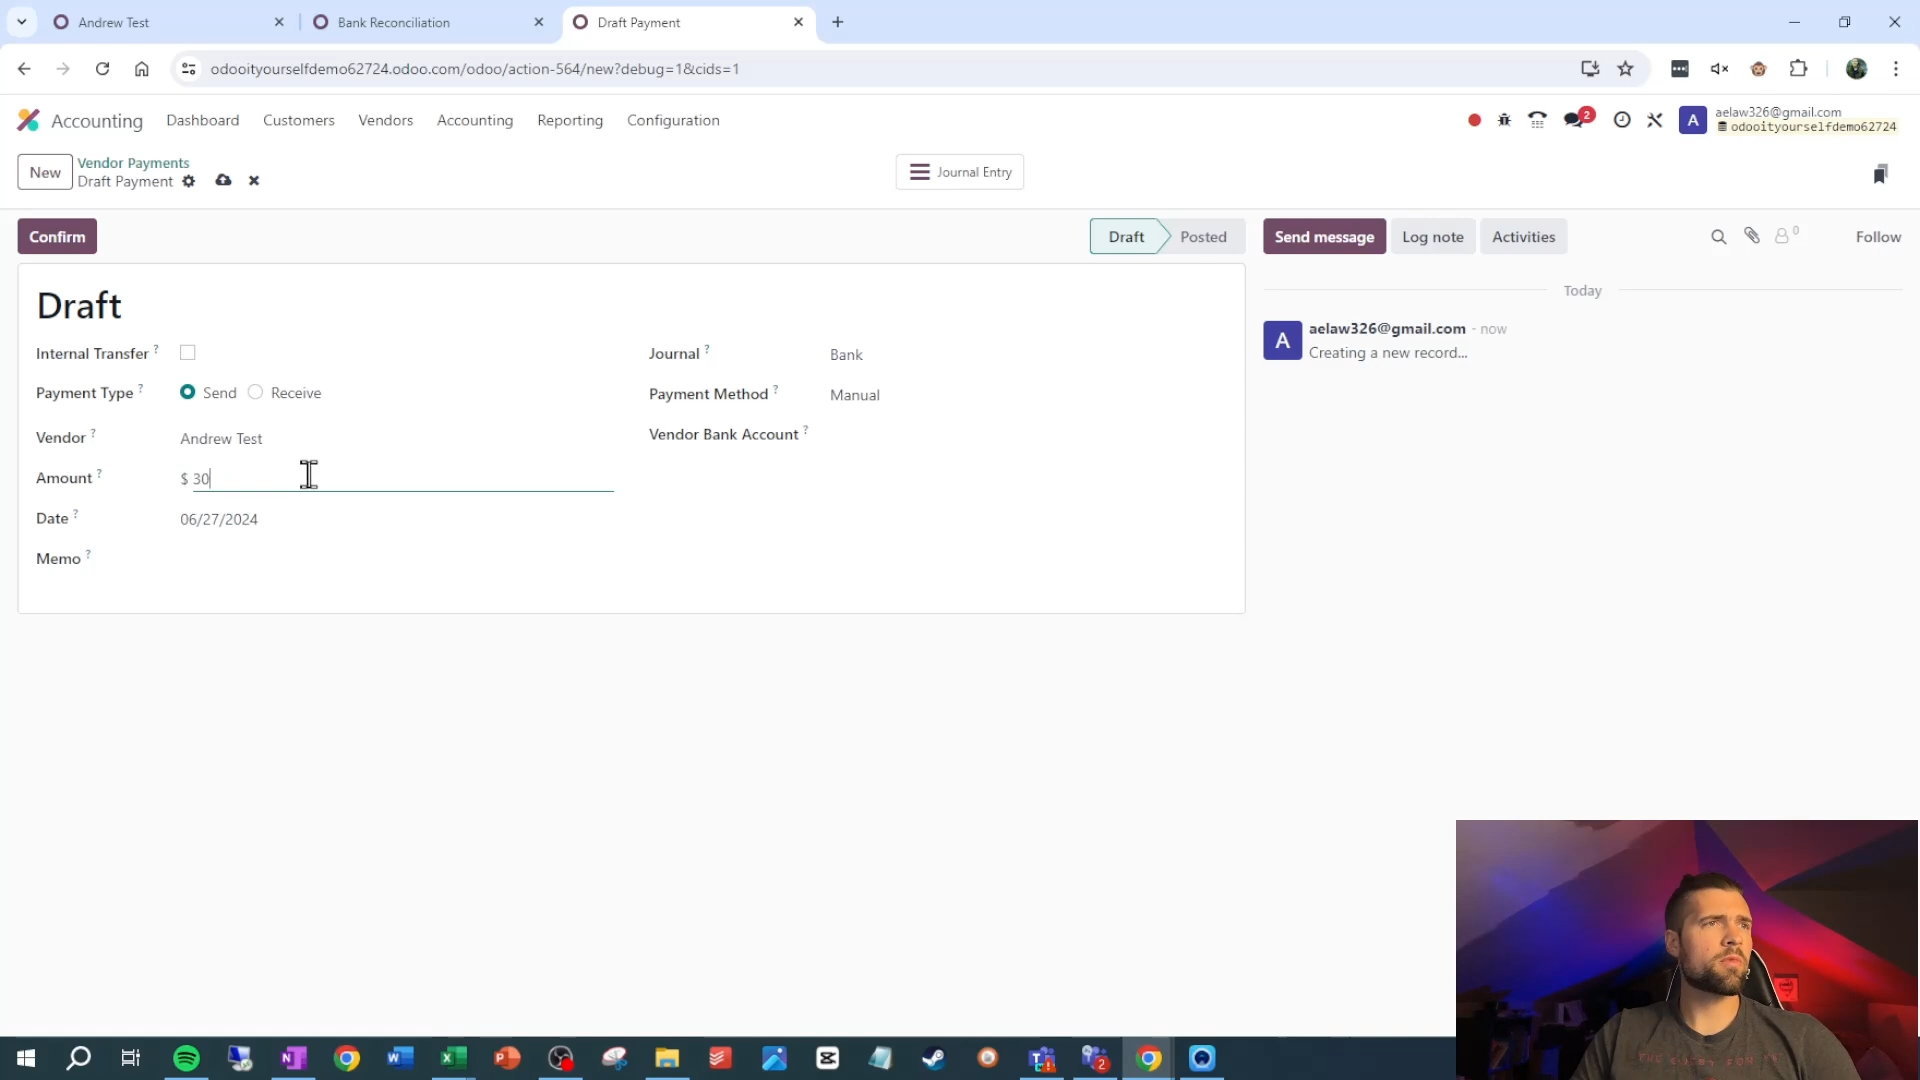 Andrew Test
Bank Reconciliation
Draft Payment
odooityourselfdemo62724.odoo.com/odoo/action-564/new?debug=1&cids=1
Accounting Dashboard Customers Vendors Accounting Reporting Configuration
2
A
aelaw326@gmail.com
odooityourselfdemo62724
New
Vendor Payments
Draft Payment
Journal Entry
Confirm
Draft
Posted
Send message
Log note
Activities
0
Follow
Draft
Today
Internal Transfer ?
Journal ?
Bank
A
aelaw326@gmail.com - now
Creating a new record...
Payment Type ?
Send
Receive
Payment Method ?
Manual
Vendor ?
Andrew Test
Vendor Bank Account ?
Amount ?
$ 30
Date ?
06/27/2024
Memo ?